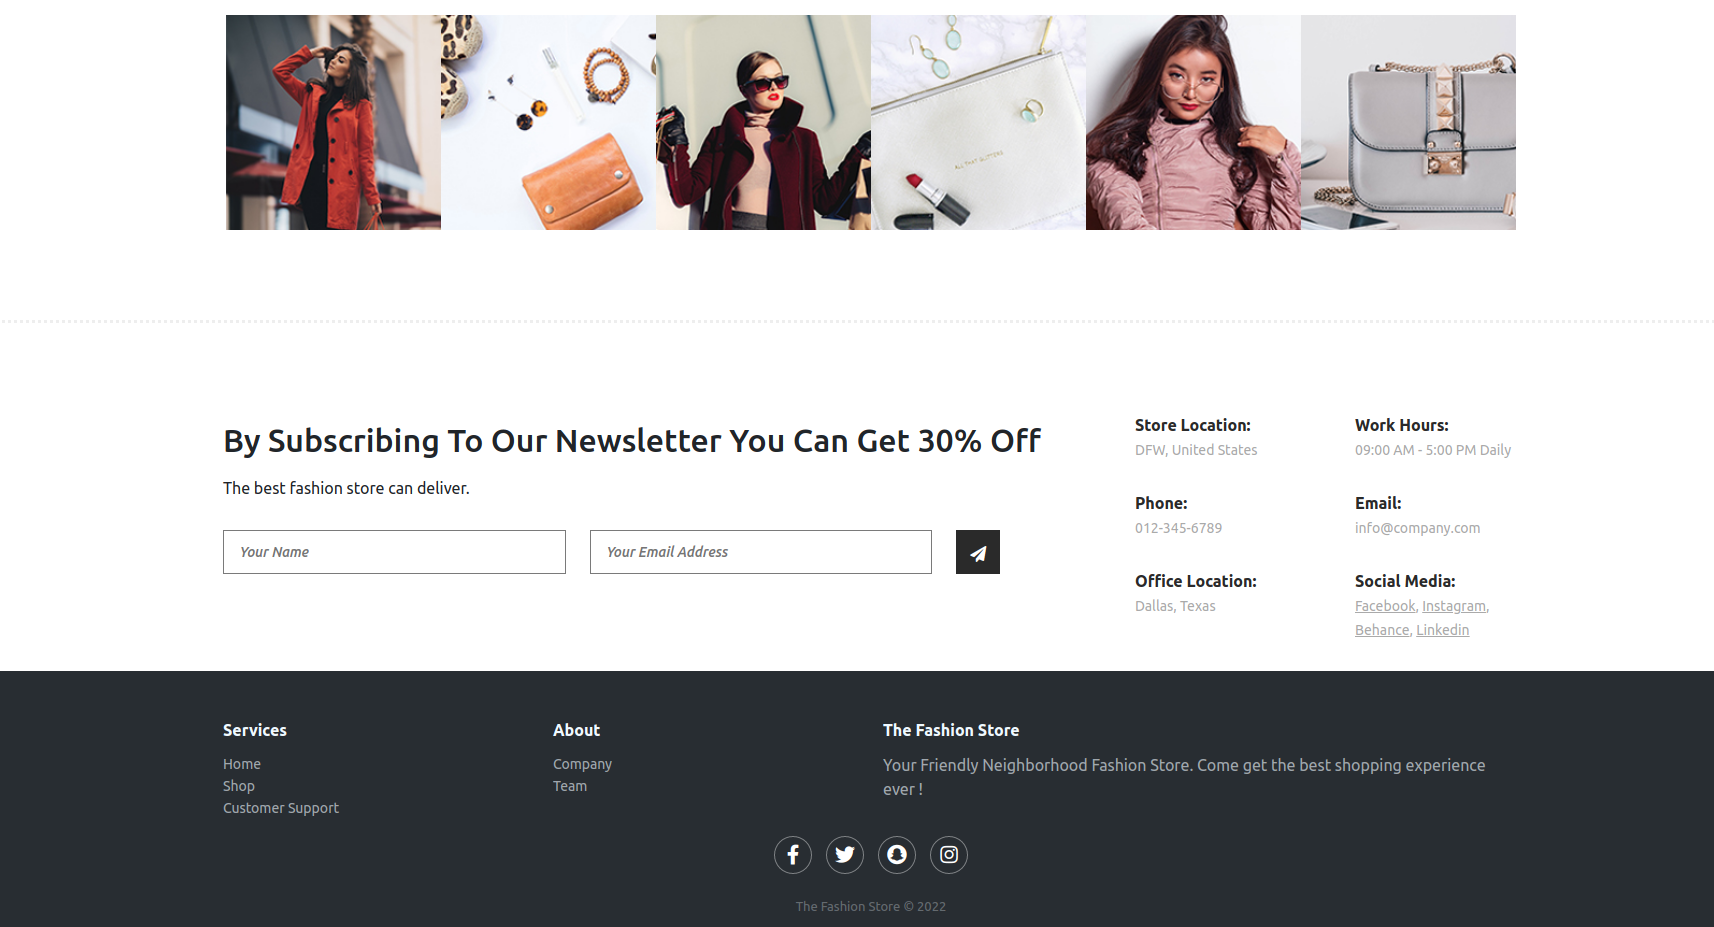 ALL THAT GLITTERS
By Subscribing To Our Newsletter You Can Get 30% Off
The best fashion store can deliver.
Your Name
Your Email Address
Store Location:
DFW, United States
Work Hours:
09:00 AM - 5:00 PM Daily
Phone:
012-345-6789
Email:
info@company.com
Office Location:
Dallas, Texas
Social Media:
Facebook, Instagram,
Behance, Linkedin
Services
Home
Shop
Customer Support
About
Company
Team
The Fashion Store
Your Friendly Neighborhood Fashion Store. Come get the best shopping experience
ever !
The Fashion Store © 2022